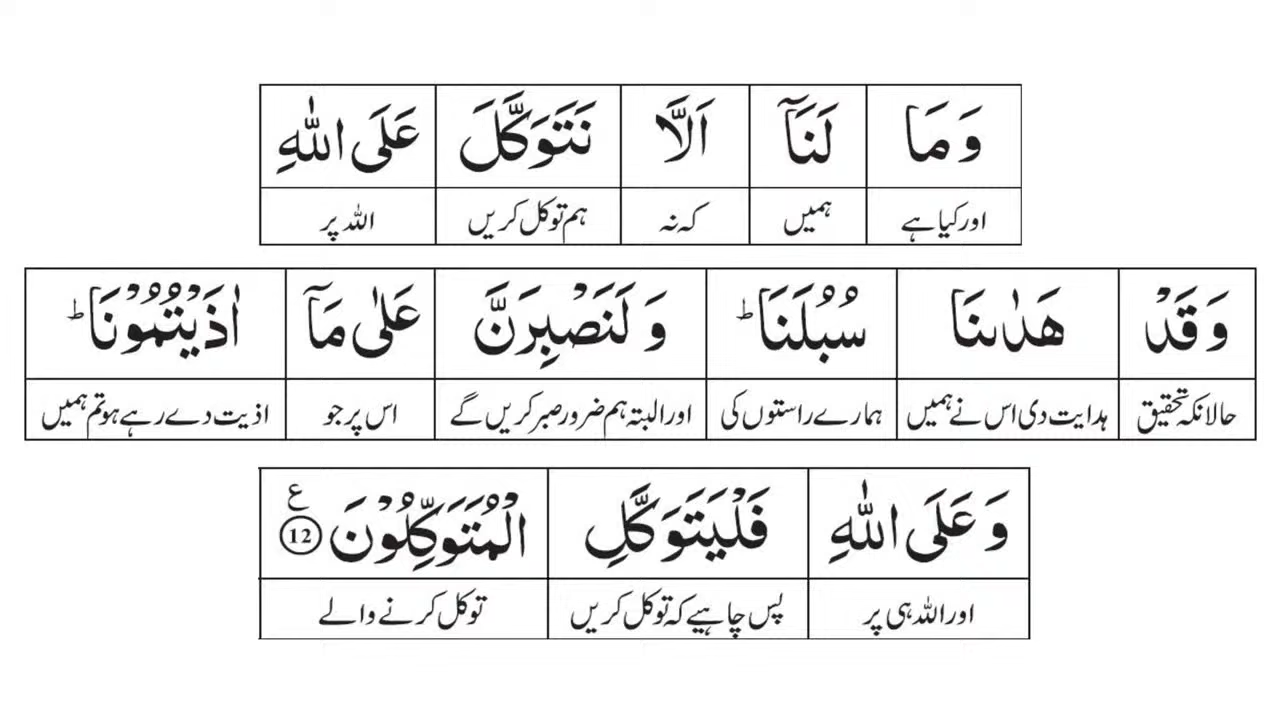 وَ مَا لَنَاۤ اَلَّا نَتَوَكَّلَ عَلَى اللّٰهِ
اور کیا ہے ہمیں کہ نہ ہم توکل کریں اللہ پر
وَ قَدْ هَدٰىنَا سُبُلَنَا ؕ وَ لَنَصْبِرَنَّ عَلٰى مَاۤ اٰذَیْتُمُوْنَا ؕ
حالانکہ تحقیق ہدایت دی اس نے ہمیں ہمارے راستوں کی اور البتہ ہم ضرور صبر کریں گے اس پر جو اذیت دے رہے ہو تم ہمیں
وَ عَلَى اللّٰهِ فَلْیَتَوَكَّلِ الْمُتَوَكِّلُوْنَ 12 ع
اور اللہ ہی پر پس چاہیے کہ توکل کریں توکل کرنے والے